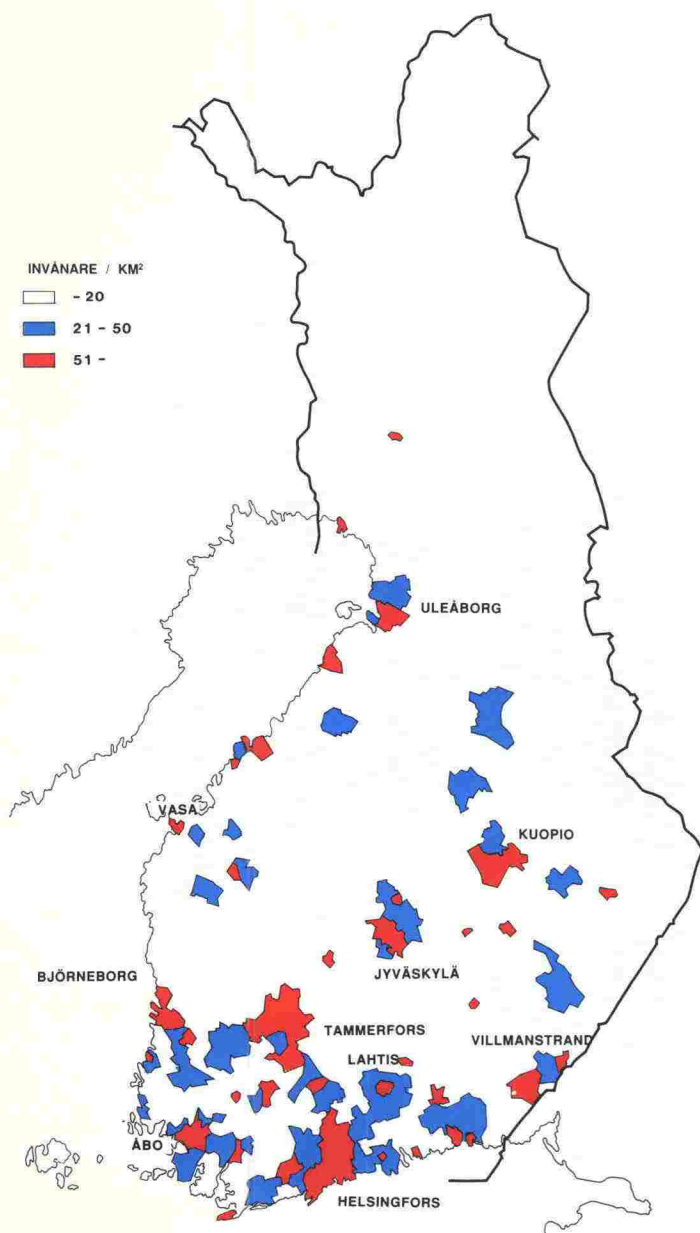 INVÅNARE / KM²
- 20
21 - 50
51 -
ULEÅBORG
VASA
KUOPIO
JYVÄSKYLÄ
BJÖRNEBORG
TAMMERFORS
VILLMANSTRAND
LAHTIS
ÅBO
HELSINGFORS